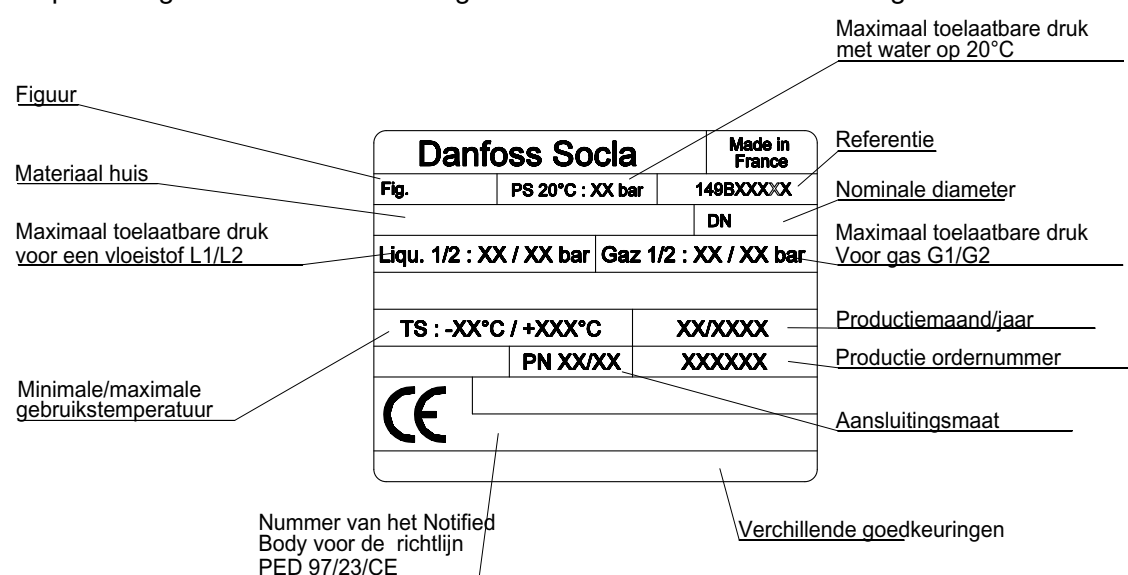 Maximaal toelaatbare druk
met water op 20°C
Figuur
Materiaal huis
Maximaal toelaatbare druk
voor een vloeistof L1/L2
Minimale/maximale
gebruikstemperatuur
Danfoss Socla
Made in
France
Fig.
PS 20°C : XX bar
149BXXXXX
DN
Liqu. 1/2 : XX / XX bar
Gaz 1/2 : XX / XX bar
TS : -XX°C / +XXX°C
XX/XXXX
PN XX/XX
XXXXXX
CE
Referentie
Nominale diameter
Maximaal toelaatbare druk
Voor gas G1/G2
Productiemaand/jaar
Productie ordernummer
Aansluitingsmaat
Nummer van het Notified
Body voor de richtlijn
PED 97/23/CE
Verchillende goedkeuringen